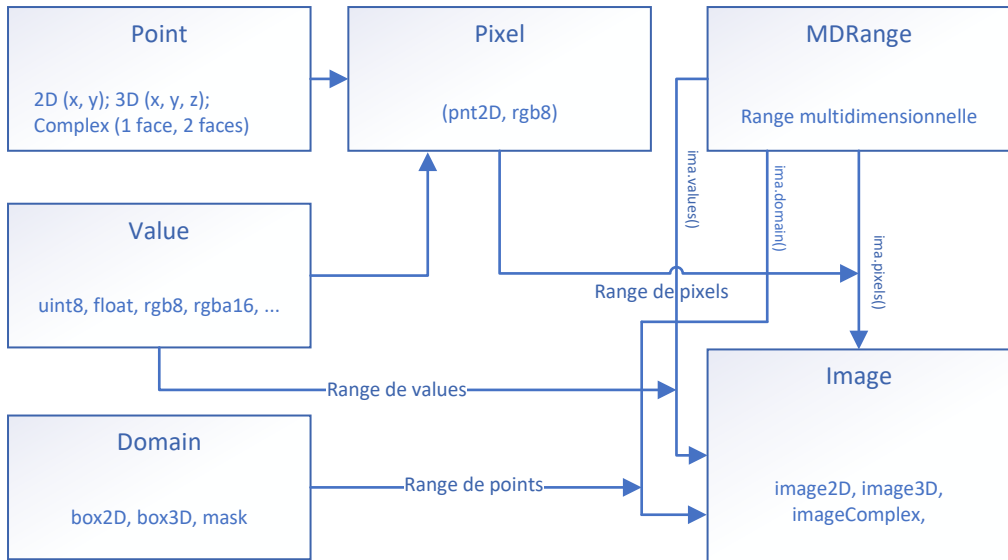 Point
2D (x, y); 3D (x, y, z);
Complex (1 face, 2 faces)
Pixel
(pnt2D, rgb8)
MDRange
Range multidimensionnelle
ima.values()
ima.domain()
ima.pixels()
Value
uint8, float, rgb8, rgba16, ...
Range de pixels
Range de values
Domain
box2D, box3D, mask
Range de points
Image
image2D, image3D,
imageComplex,